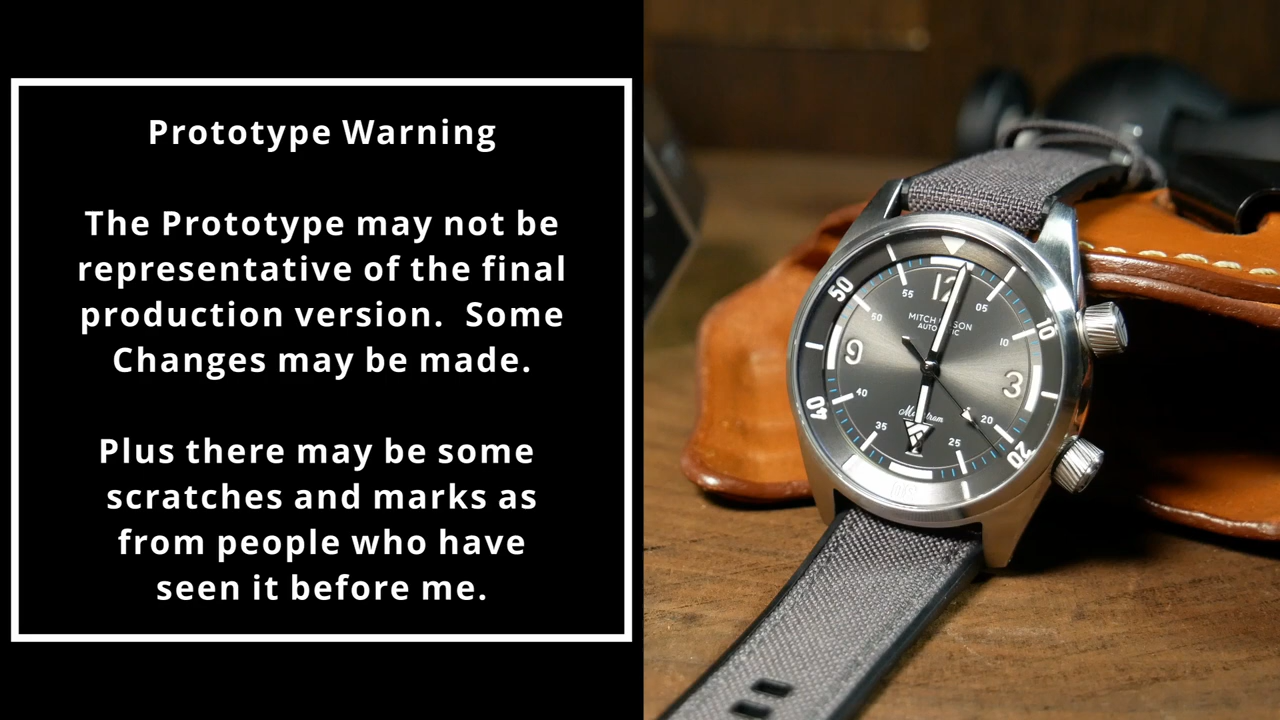 Prototype Warning
The Prototype may not be
representative of the final
production version. Some
Changes may be made.
Plus there may be some
scratches and marks as
from people who have
seen it before me.
12
55
05
50
50
10
10
MITCH
AUTOMATIC
9
3
40
40
20
20
35
25